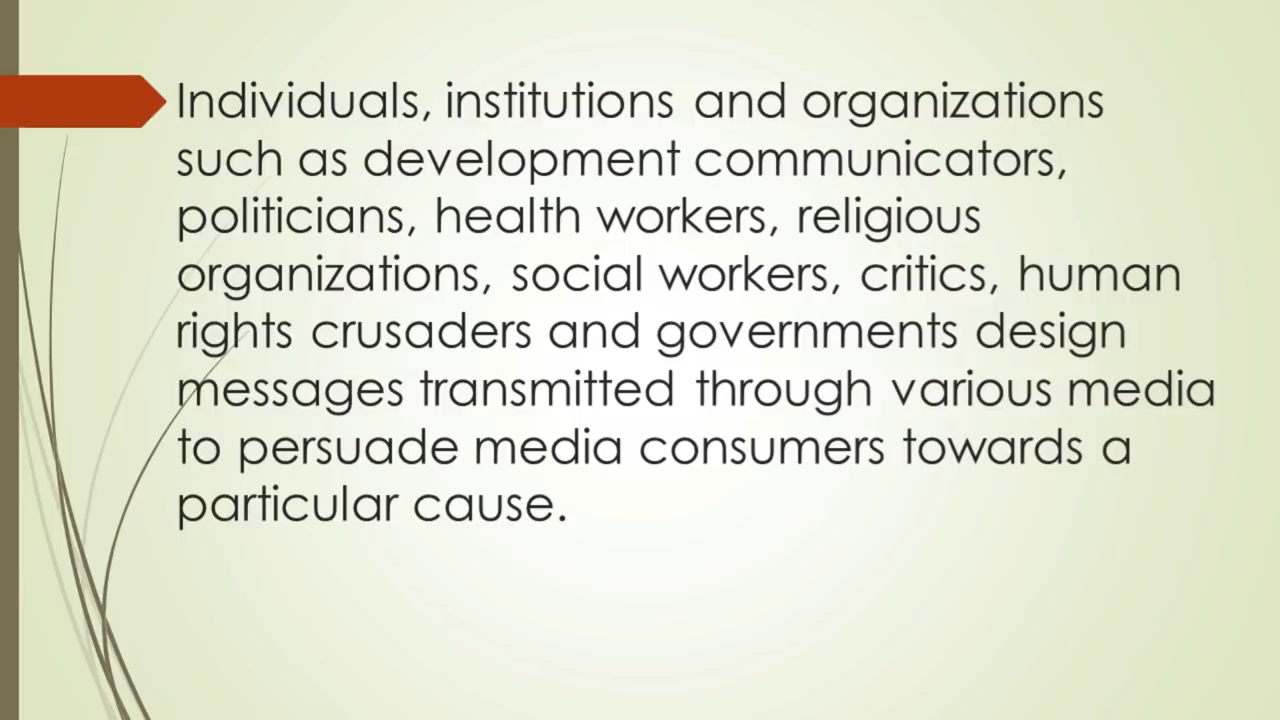 Individuals, institutions and organizations
such as development communicators,
politicians, health workers, religious
organizations, social workers, critics, human
rights crusaders and governments design
messages transmitted through various media
to persuade media consumers towards a
particular cause.